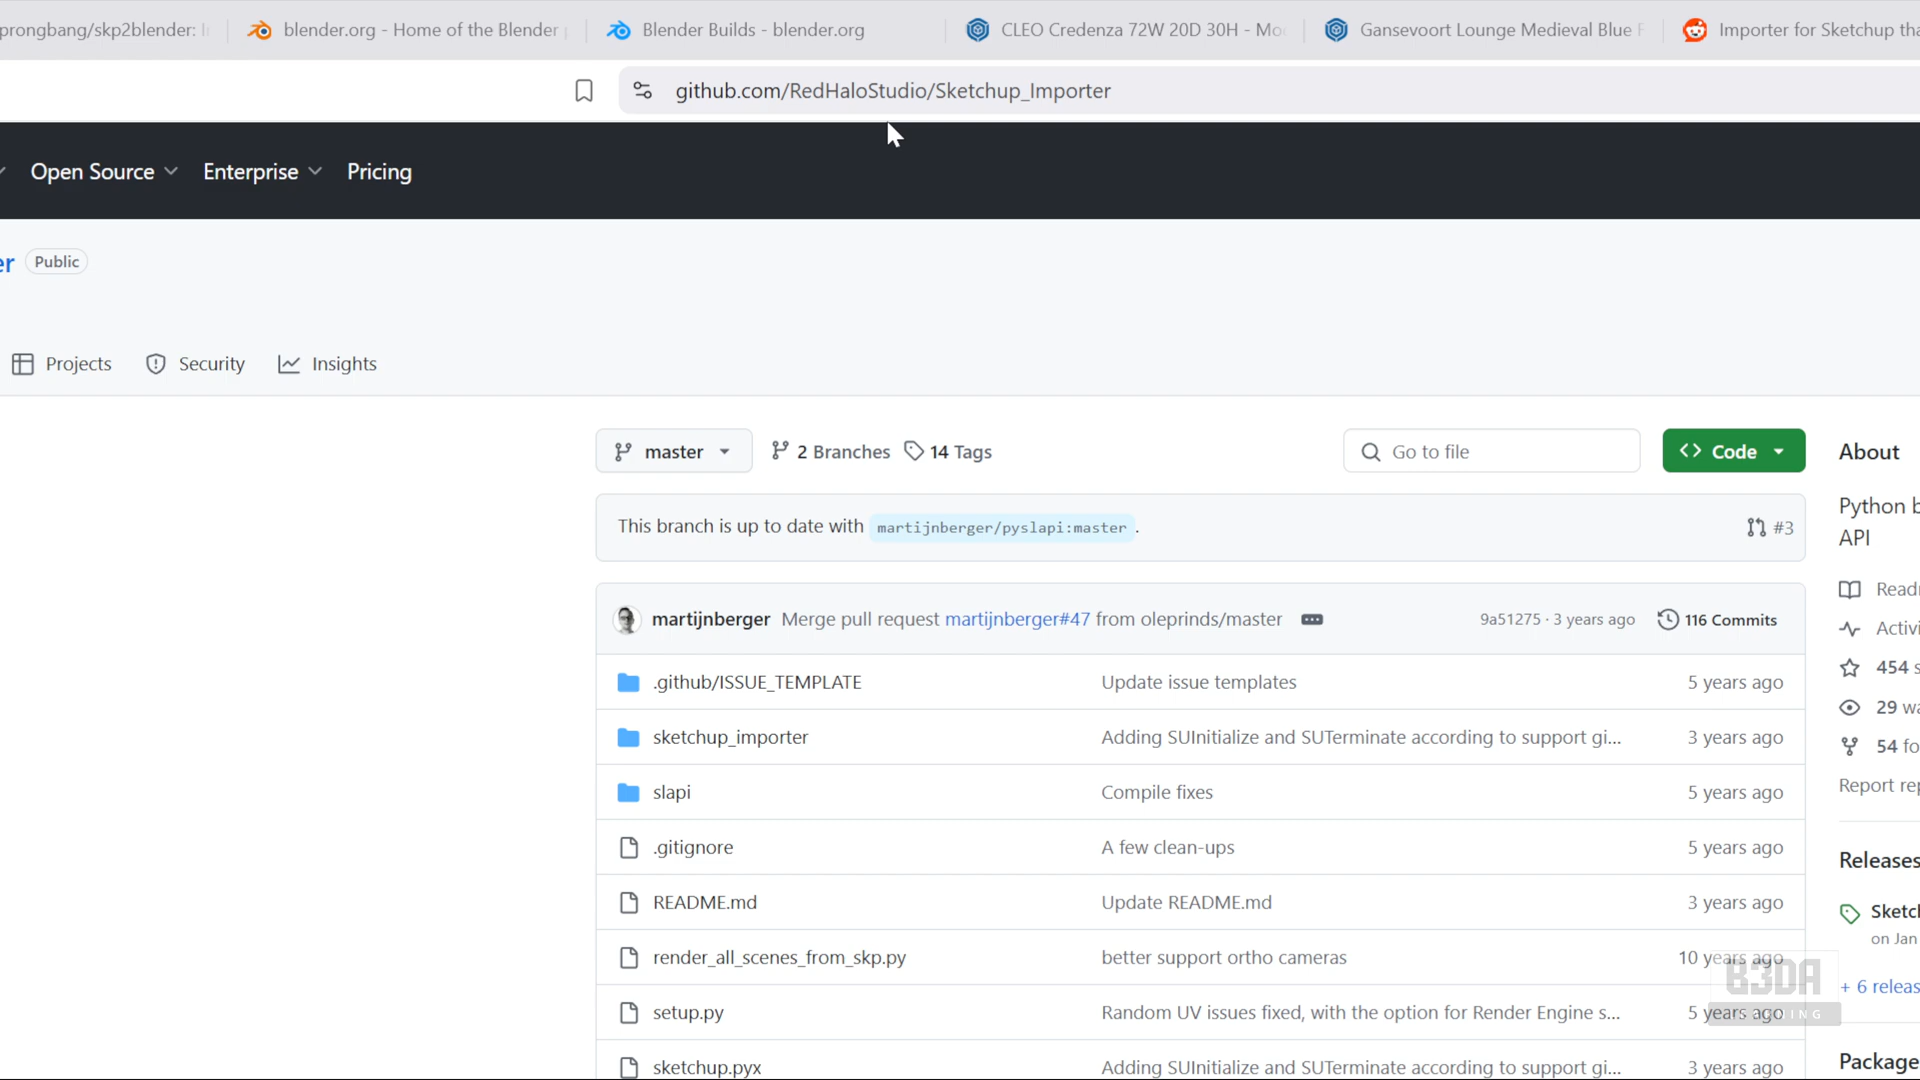 prongbang/skp2blender: I
blender.org - Home of the Blender
Blender Builds - blender.org
CLEO Credenza 72W 20D 30H - Mo
Gansevoort Lounge Medieval Blue F
Importer for Sketchup tha
github.com/RedHaloStudio/Sketchup_Importer
Open Source
Enterprise
Pricing
er
Public
Projects
Security
Insights
master
2 Branches
14 Tags
Go to file
Code
About
Python b
API
This branch is up to date with martijnberger/pyslapi:master.
#3
martijnberger Merge pull request martijnberger#47 from oleprinds/master
9a51275 · 3 years ago
116 Commits
.github/ISSUE_TEMPLATE Update issue templates 5 years ago
sketchup_importer Adding SUInitialize and SUTerminate according to support gi... 3 years ago
slapi Compile fixes 5 years ago
.gitignore A few clean-ups 5 years ago
README.md Update README.md 3 years ago
render_all_scenes_from_skp.py better support ortho cameras 10 years ago
setup.py Random UV issues fixed, with the option for Render Engine s... 5 years ago
sketchup.pyx Adding SUInitialize and SUTerminate according to support gi... 3 years ago
Readm
Activi
454 s
29 wa
54 fo
Report rep
Releases
Sketch
on Jan
+ 6 releas
Package
B3DA